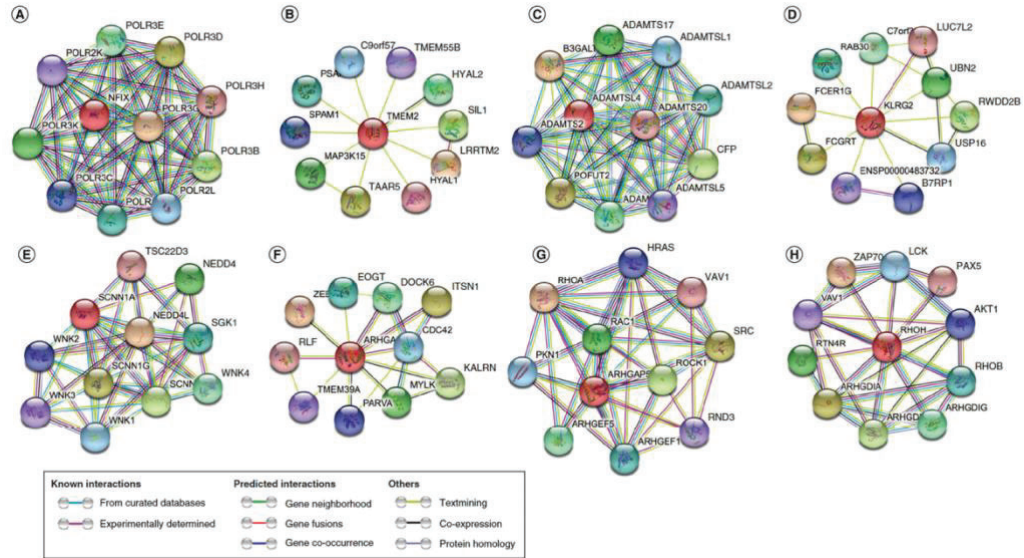 A
POLR3E
POLR3D
POLR2K
POLR3H
NFIX
POLR3G
POLR3K
POLR3B
POLR3C
POLR2L
POLR
B
C9orf57
TMEM55B
PSA
HYAL2
SPAM1
TMEM2
SIL1
LRRTM2
MAP3K15
HYAL1
TAAR5
C
ADAMTS17
ADAMTSL1
B3GALT
ADAMTSL2
ADAMTSL4
ADAMTS20
ADAMTS2
CFP
POFUT2
ADAMTSL5
ADAM
D
C7orf
LUC7L2
RAB30
UBN2
FCER1G
KLRG2
RWDD2B
FCGRT
USP16
ENSP00000483732
B7RP1
E
TSC22D3
NEDD4
SCNN1A
NEDD4L
SGK1
WNK2
SCNN1G
WNK4
WNK3
SCNN
WNK1
F
EOGT
DOCK6
ITSN1
ZEB
CDC42
RLF
ARHGA
KALRN
TMEM39A
MYLK
PARVA
G
HRAS
VAV1
RHOA
RAC1
SRC
PKN1
ROCK1
ARHGAP
RND3
ARHGEF5
ARHGEF1
H
ZAP70
LCK
PAX5
VAV1
AKT1
RHOH
RTN4R
RHOB
ARHGDIA
ARHGDIG
ARHGD
Known interactions
Predicted interactions
Others
From curated databases
Gene neighborhood
Textmining
Experimentally determined
Gene fusions
Co-expression
Gene co-occurrence
Protein homology